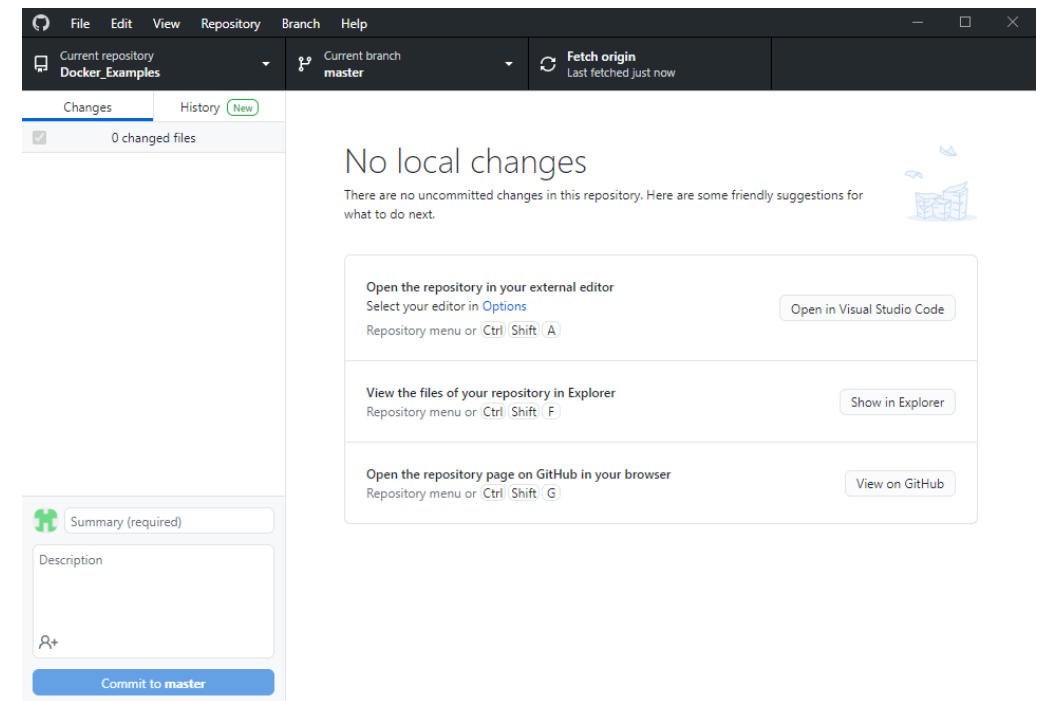 File Edit View Repository Branch Help
Current repository
Docker_Examples
Current branch
master
Fetch origin
Last fetched just now
Changes
History New
0 changed files
No local changes
There are no uncommitted changes in this repository. Here are some friendly suggestions for
what to do next.
Open the repository in your external editor
Select your editor in Options
Repository menu or Ctrl Shift A
Open in Visual Studio Code
View the files of your repository in Explorer
Repository menu or Ctrl Shift F
Show in Explorer
Open the repository page on GitHub in your browser
Repository menu or Ctrl Shift G
View on GitHub
Summary (required)
Description
Commit to master